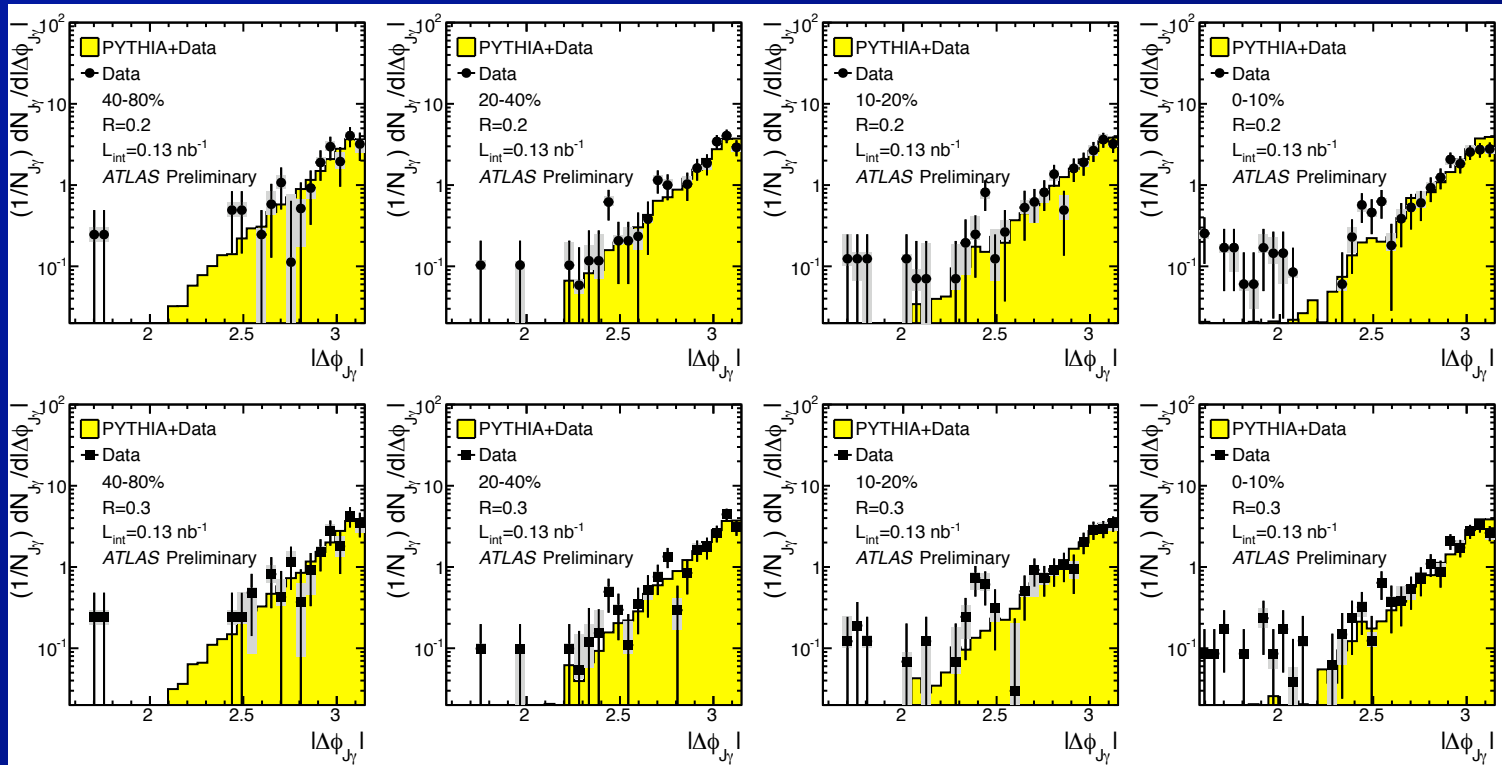 (1/N_Jγ) dN_Jγ/d|Δϕ_Jγ|
10²
10
1
10⁻¹
PYTHIA+Data
Data
40-80%
R=0.2
L_int=0.13 nb⁻¹
ATLAS Preliminary
2 2.5 3
|Δϕ_Jγ|
(1/N_Jγ) dN_Jγ/d|Δϕ_Jγ|
10²
10
1
10⁻¹
PYTHIA+Data
Data
20-40%
R=0.2
L_int=0.13 nb⁻¹
ATLAS Preliminary
2 2.5 3
|Δϕ_Jγ|
(1/N_Jγ) dN_Jγ/d|Δϕ_Jγ|
10²
10
1
10⁻¹
PYTHIA+Data
Data
10-20%
R=0.2
L_int=0.13 nb⁻¹
ATLAS Preliminary
2 2.5 3
|Δϕ_Jγ|
(1/N_Jγ) dN_Jγ/d|Δϕ_Jγ|
10²
10
1
10⁻¹
PYTHIA+Data
Data
0-10%
R=0.2
L_int=0.13 nb⁻¹
ATLAS Preliminary
2 2.5 3
|Δϕ_Jγ|
(1/N_Jγ) dN_Jγ/d|Δϕ_Jγ|
10²
10
1
10⁻¹
PYTHIA+Data
Data
40-80%
R=0.3
L_int=0.13 nb⁻¹
ATLAS Preliminary
2 2.5 3
|Δϕ_Jγ|
(1/N_Jγ) dN_Jγ/d|Δϕ_Jγ|
10²
10
1
10⁻¹
PYTHIA+Data
Data
20-40%
R=0.3
L_int=0.13 nb⁻¹
ATLAS Preliminary
2 2.5 3
|Δϕ_Jγ|
(1/N_Jγ) dN_Jγ/d|Δϕ_Jγ|
10²
10
1
10⁻¹
PYTHIA+Data
Data
10-20%
R=0.3
L_int=0.13 nb⁻¹
ATLAS Preliminary
2 2.5 3
|Δϕ_Jγ|
(1/N_Jγ) dN_Jγ/d|Δϕ_Jγ|
10²
10
1
10⁻¹
PYTHIA+Data
Data
0-10%
R=0.3
L_int=0.13 nb⁻¹
ATLAS Preliminary
2 2.5 3
|Δϕ_Jγ|